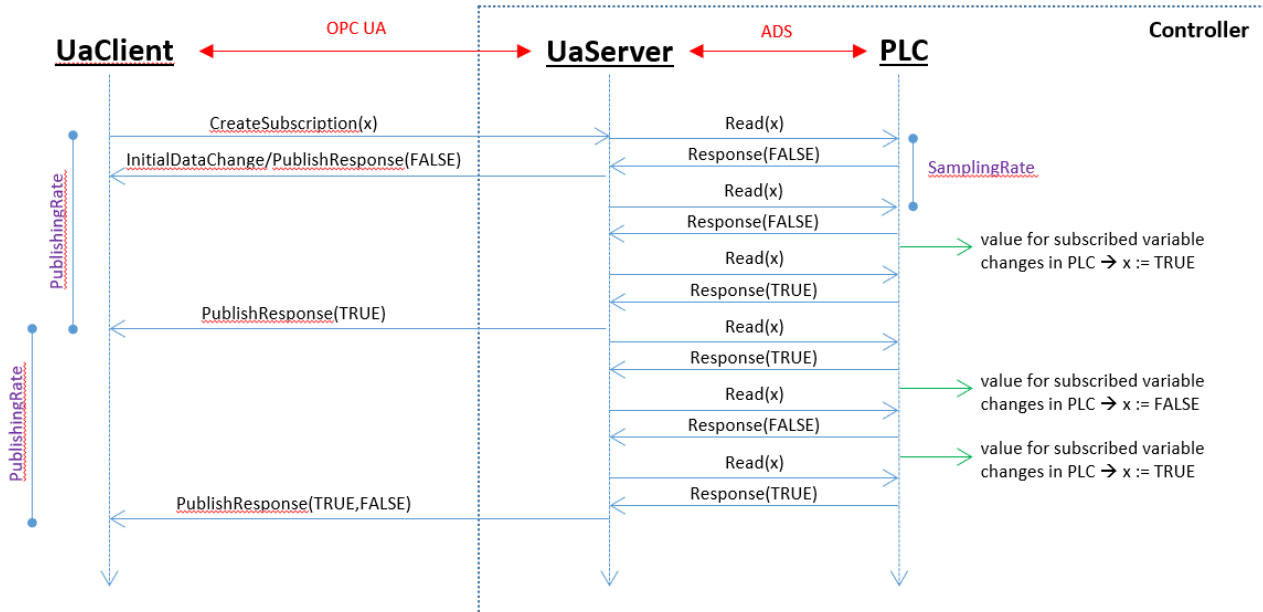 OPC UA
ADS
Controller
UaClient
UaServer
PLC
CreateSubscription(x)
Read(x)
InitialDataChange/PublishResponse(FALSE)
Response(FALSE)
SamplingRate
PublishingRate
Read(x)
Response(FALSE)
value for subscribed variable
changes in PLC → x := TRUE
Read(x)
Response(TRUE)
PublishResponse(TRUE)
Read(x)
Response(TRUE)
PublishingRate
value for subscribed variable
changes in PLC → x := FALSE
Read(x)
Response(FALSE)
value for subscribed variable
changes in PLC → x := TRUE
Read(x)
Response(TRUE)
PublishResponse(TRUE,FALSE)